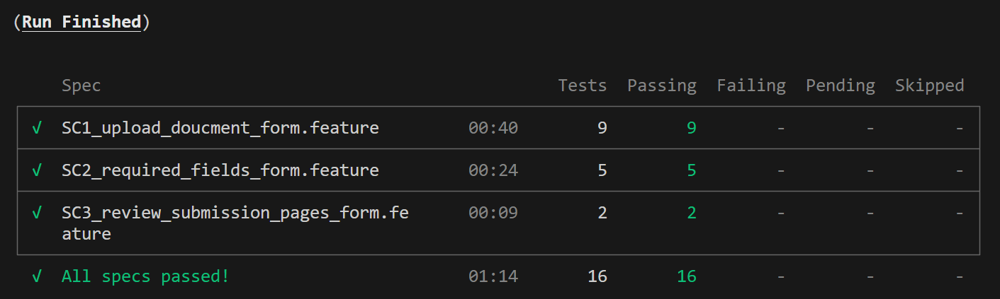 (Run Finished)
Spec Tests Passing Failing Pending Skipped
√ SC1_upload_doucment_form.feature 00:40 9 9 - - -
√ SC2_required_fields_form.feature 00:24 5 5 - - -
√ SC3_review_submission_pages_form.fe 00:09 2 2 - - -
ature
√ All specs passed! 01:14 16 16 - - -